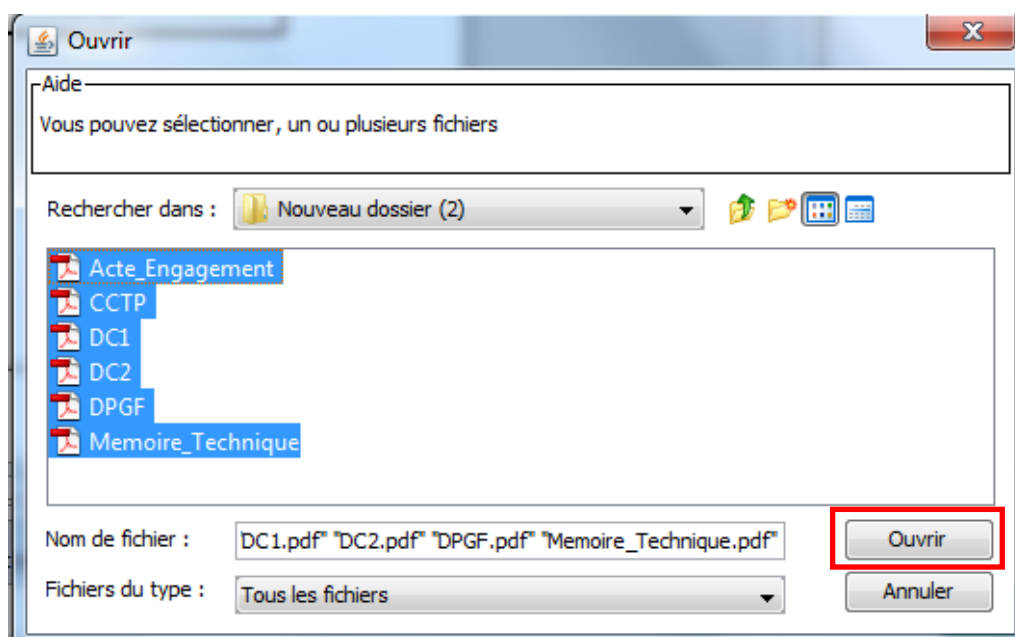 Ouvrir
Aide
Vous pouvez sélectionner, un ou plusieurs fichiers
Rechercher dans : Nouveau dossier (2)
Acte_Engagement
CCTP
DC1
DC2
DPGF
Memoire_Technique
Nom de fichier : DC1.pdf" "DC2.pdf" "DPGF.pdf" "Memoire_Technique.pdf" Ouvrir
Fichiers du type : Tous les fichiers Annuler